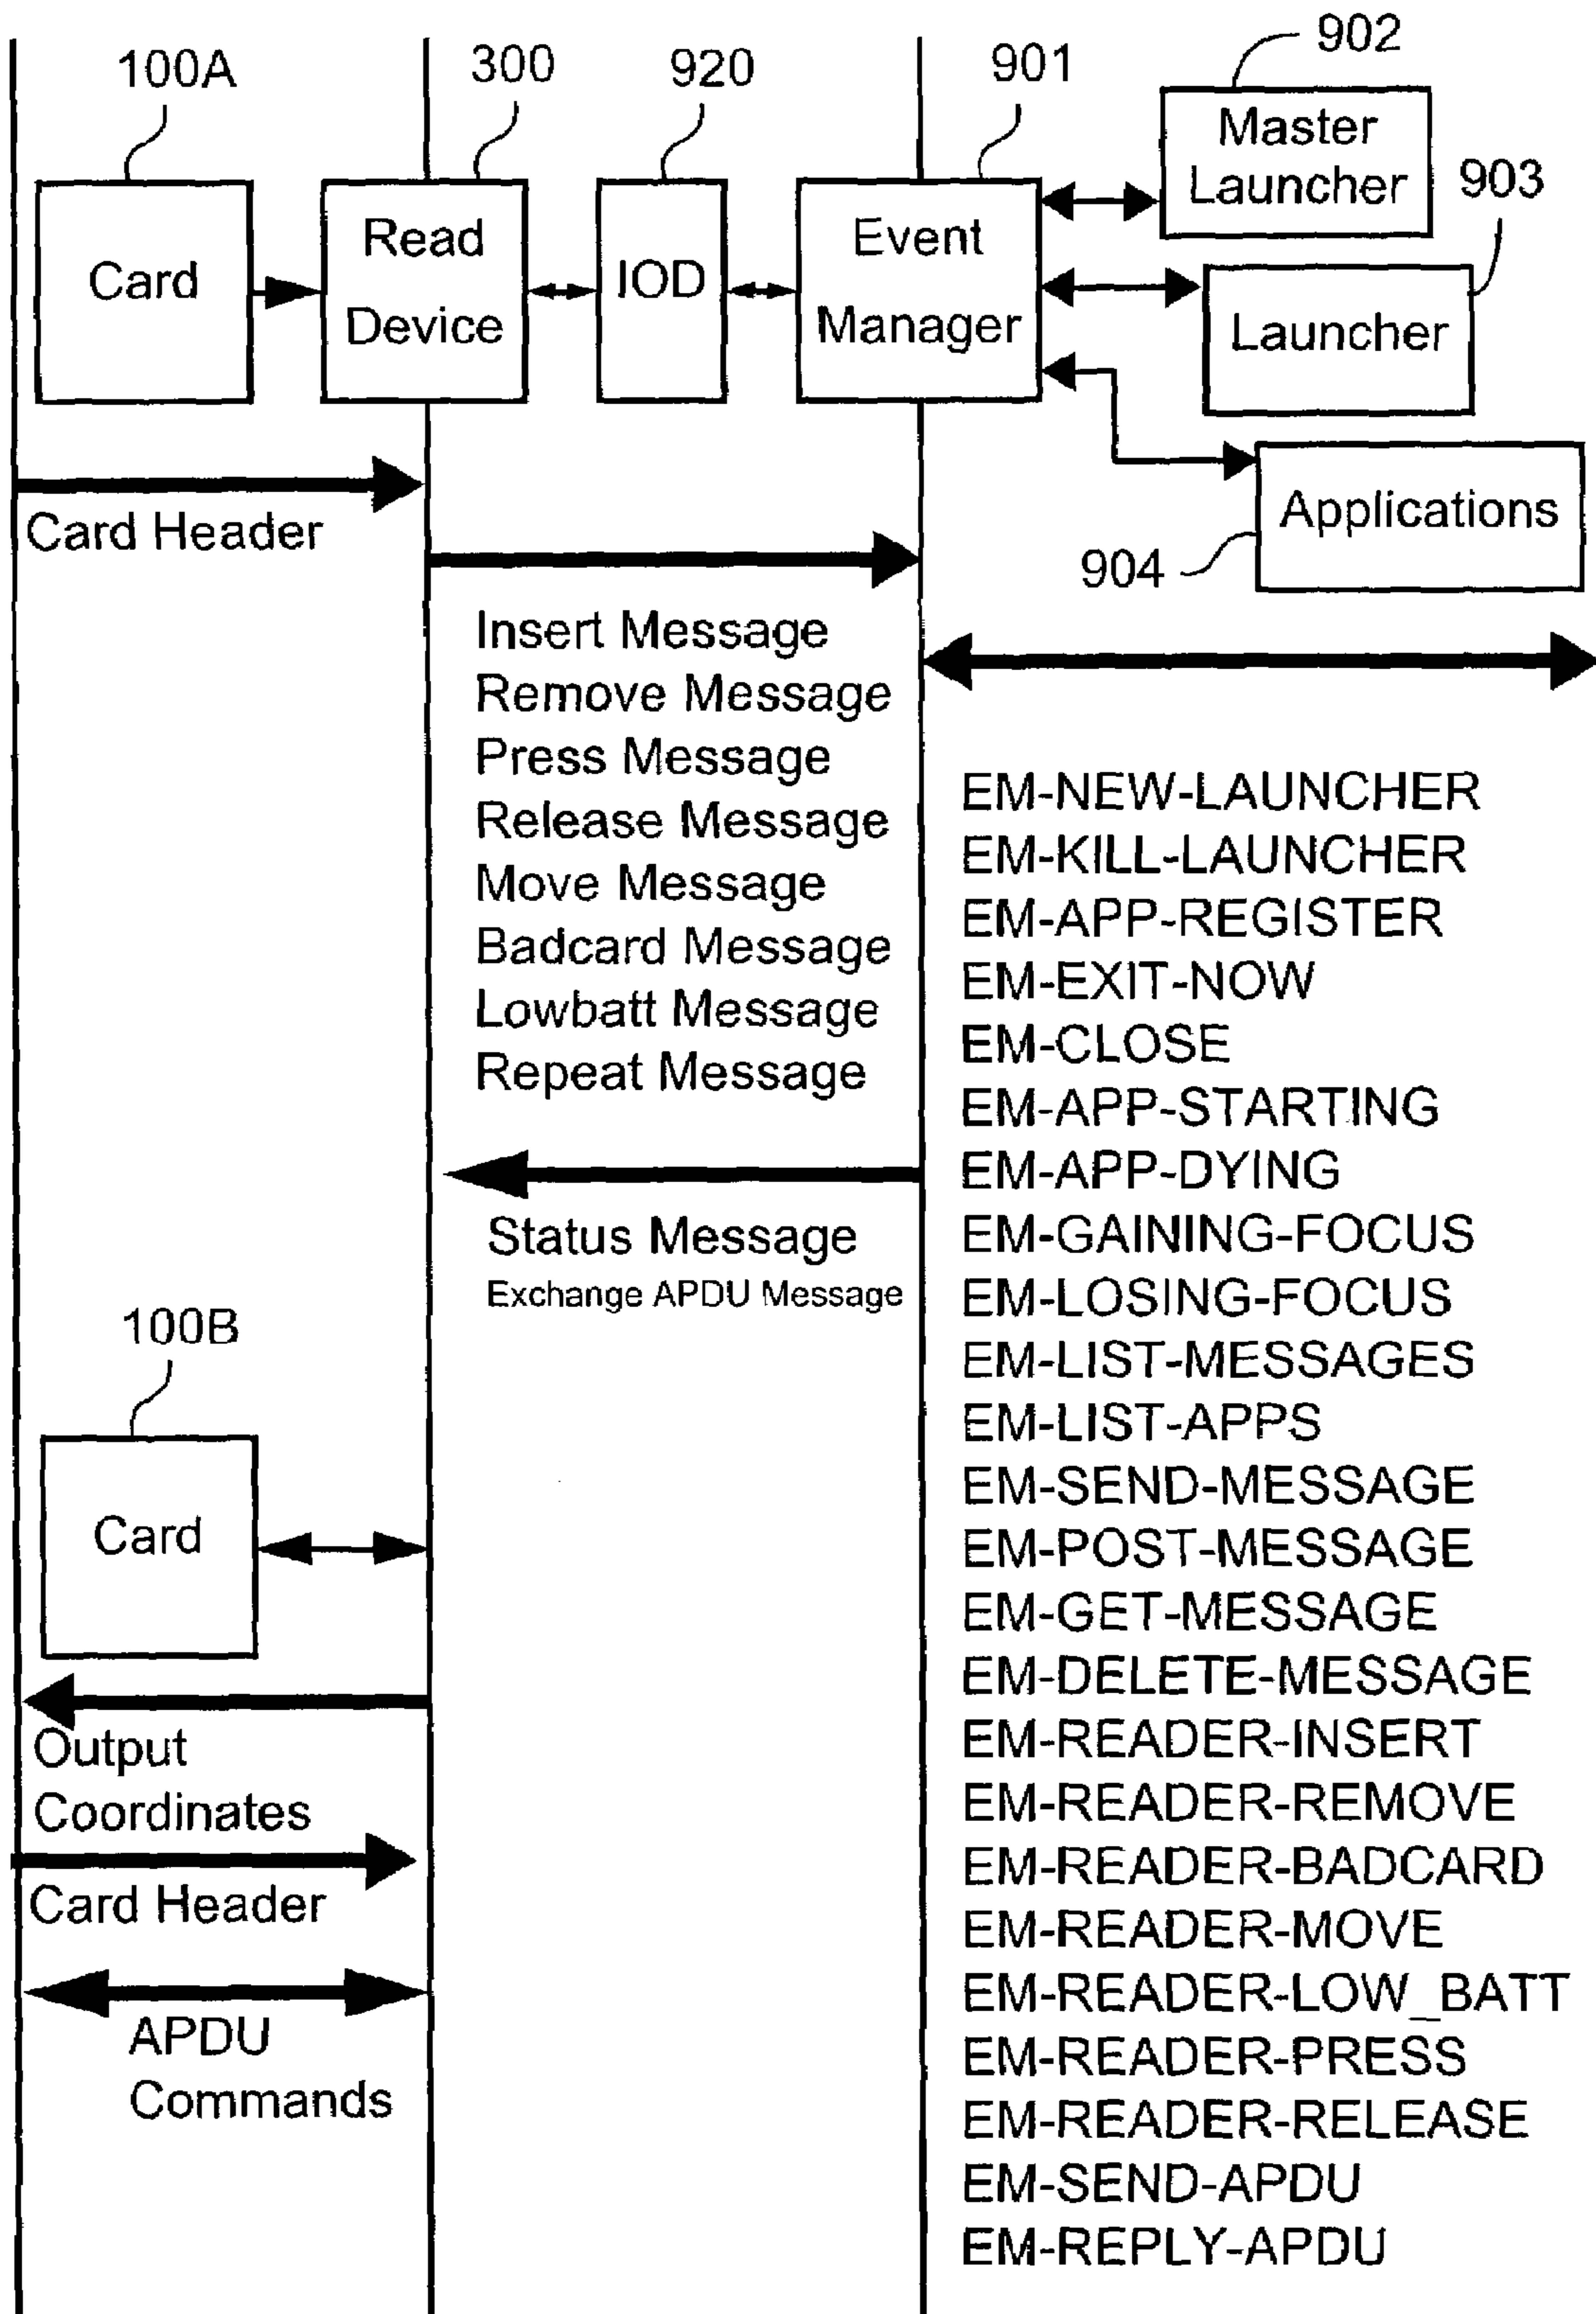 100A
300
920
901
902
Card
Read
Device
IOD
Event
Manager
Master
Launcher
903
Launcher
Applications
904
Card Header
Insert Message
Remove Message
Press Message
Release Message
Move Message
Badcard Message
Lowbatt Message
Repeat Message
Status Message
Exchange APDU Message
100B
Card
Output
Coordinates
Card Header
APDU
Commands
EM-NEW-LAUNCHER
EM-KILL-LAUNCHER
EM-APP-REGISTER
EM-EXIT-NOW
EM-CLOSE
EM-APP-STARTING
EM-APP-DYING
EM-GAINING-FOCUS
EM-LOSING-FOCUS
EM-LIST-MESSAGES
EM-LIST-APPS
EM-SEND-MESSAGE
EM-POST-MESSAGE
EM-GET-MESSAGE
EM-DELETE-MESSAGE
EM-READER-INSERT
EM-READER-REMOVE
EM-READER-BADCARD
EM-READER-MOVE
EM-READER-LOW_BATT
EM-READER-PRESS
EM-READER-RELEASE
EM-SEND-APDU
EM-REPLY-APDU